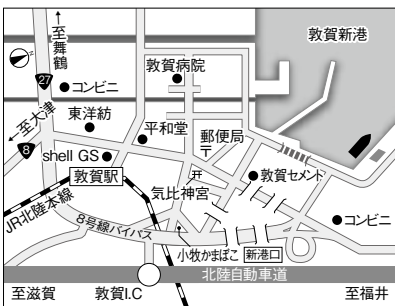 至舞鶴
敦賀新港
N
27
コンビニ
敦賀病院
至大津
東洋紡
平和堂
郵便局
〒
8
shell GS
敦賀駅
気比神宮
敦賀セメント
JR北陸本線
8号線バイパス
コンビニ
小牧かまぼこ
新港口
北陸自動車道
至滋賀
敦賀I.C
至福井